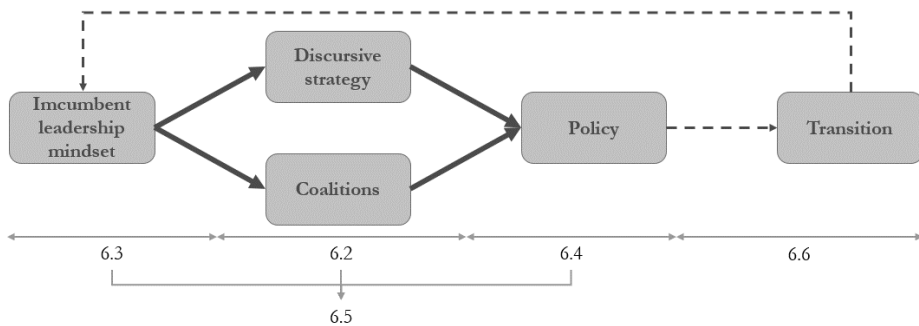 Discursive
strategy
Imcumbent
leadership
mindset
Policy
Transition
Coalitions
6.3
6.2
6.4
6.6
6.5